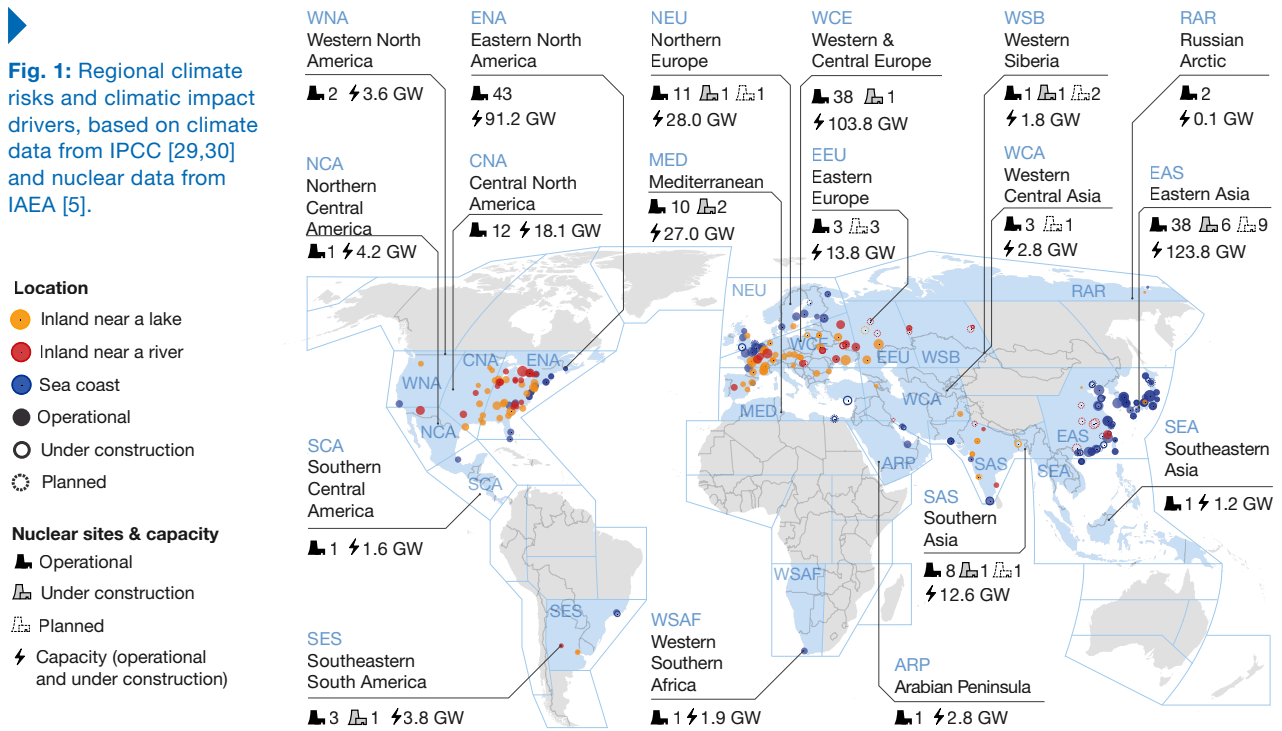 Fig. 1: Regional climate
risks and climatic impact
drivers, based on climate
data from IPCC [29,30]
and nuclear data from
IAEA [5].
Location
Inland near a lake
Inland near a river
Sea coast
Operational
Under construction
Planned
Nuclear sites & capacity
Operational
Under construction
Planned
Capacity (operational
and under construction)
WNA
Western North
America
2 3.6 GW
ENA
Eastern North
America
43
91.2 GW
NEU
Northern
Europe
11 1 1
28.0 GW
WCE
Western &
Central Europe
38 1
103.8 GW
WSB
Western
Siberia
1 1 2
1.8 GW
RAR
Russian
Arctic
2
0.1 GW
NCA
Northern
Central
America
1 4.2 GW
CNA
Central North
America
12 18.1 GW
MED
Mediterranean
10 2
27.0 GW
EEU
Eastern
Europe
3 3
13.8 GW
WCA
Western
Central Asia
3 1
2.8 GW
EAS
Eastern Asia
38 6 9
123.8 GW
SCA
Southern
Central
America
1 1.6 GW
SEA
Southeastern
Asia
1 1.2 GW
SAS
Southern
Asia
8 1 1
12.6 GW
SES
Southeastern
South America
3 1 3.8 GW
WSAF
Western
Southern
Africa
1 1.9 GW
ARP
Arabian Peninsula
1 2.8 GW
NEU
RAR
CNA
ENA
WCE
EEU
WSB
WNA
WCA
MED
NCA
EAS
ARP
SAS
SEA
SCA
WSAF
SES